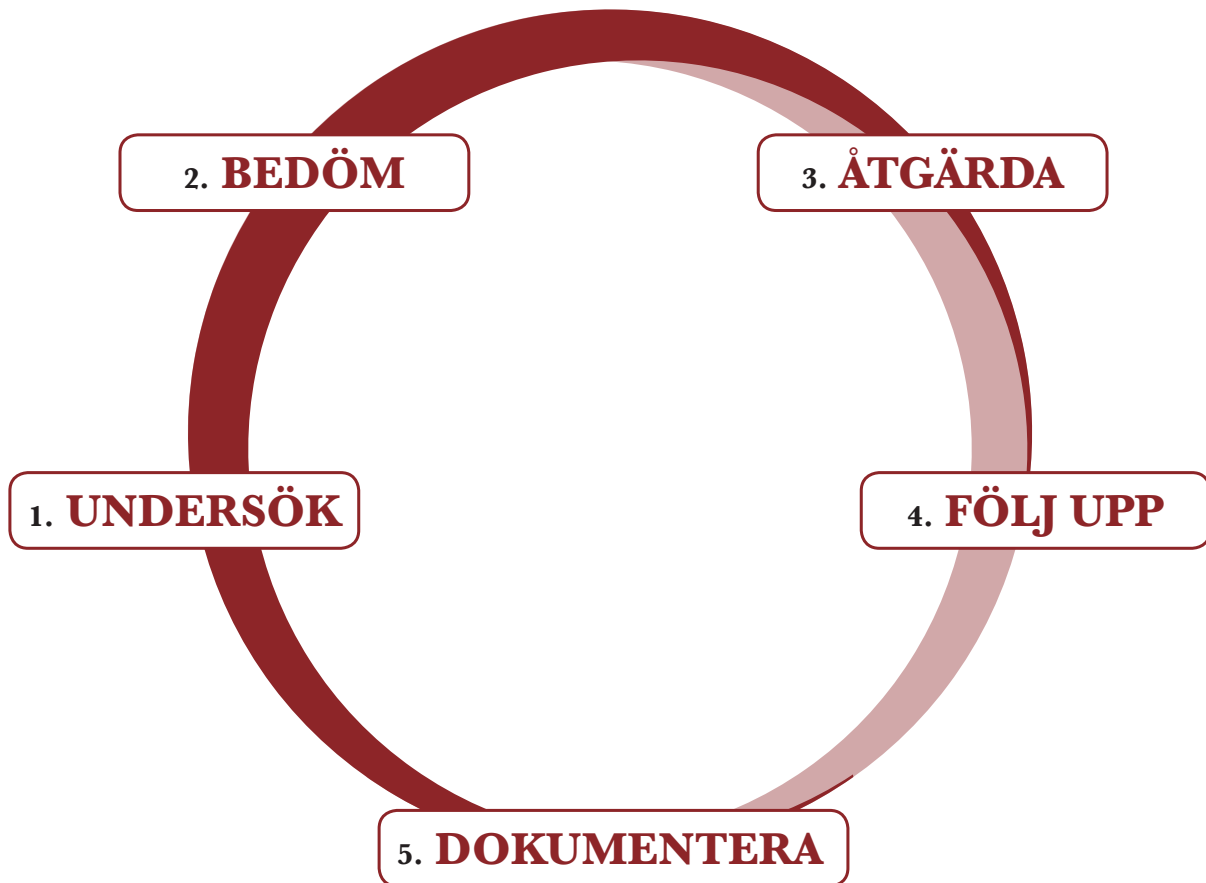 2. BEDÖM
3. ÅTGÄRDA
1. UNDERSÖK
4. FÖLJ UPP
5. DOKUMENTERA